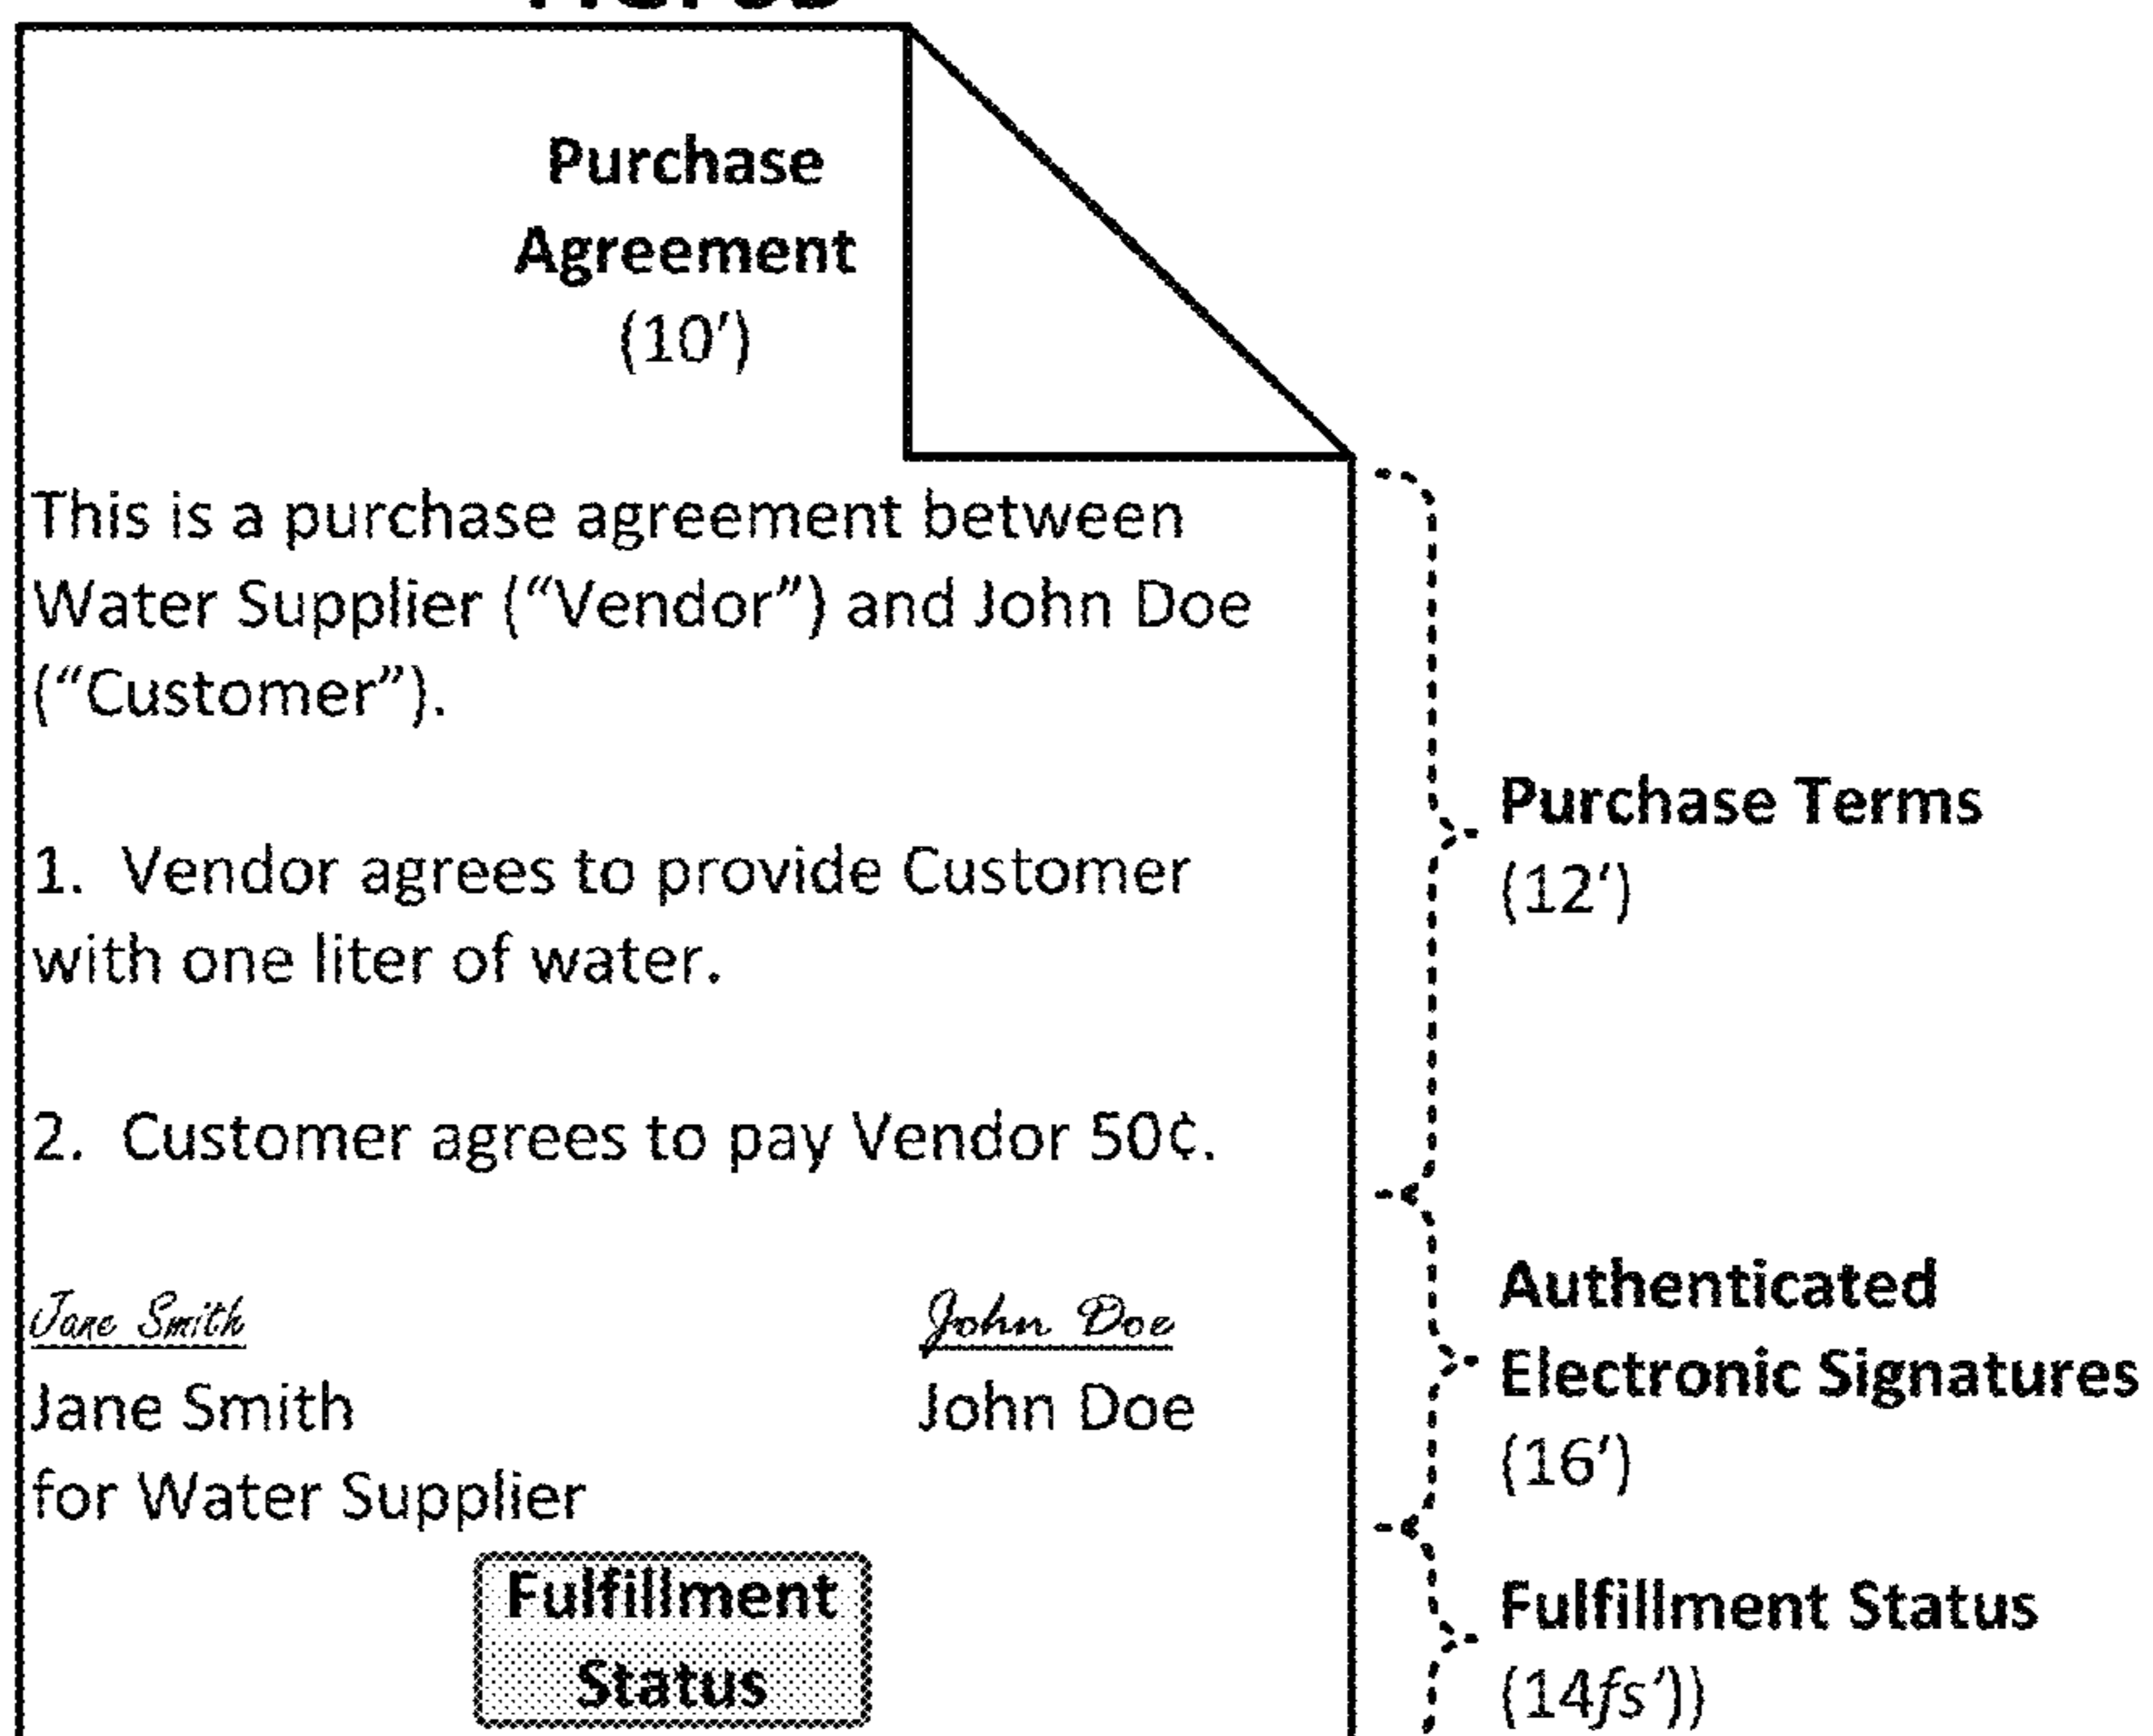 Purchase
Agreement
(10')
This is a purchase agreement between
Water Supplier (“Vendor”) and John Doe
(“Customer”).
1. Vendor agrees to provide Customer
with one liter of water.
2. Customer agrees to pay Vendor 50¢.
Jane Smith
John Doe
Jane Smith
John Doe
for Water Supplier
Fulfillment
Status
Purchase Terms
(12')
Authenticated
Electronic Signatures
(16')
Fulfillment Status
(14fs'))